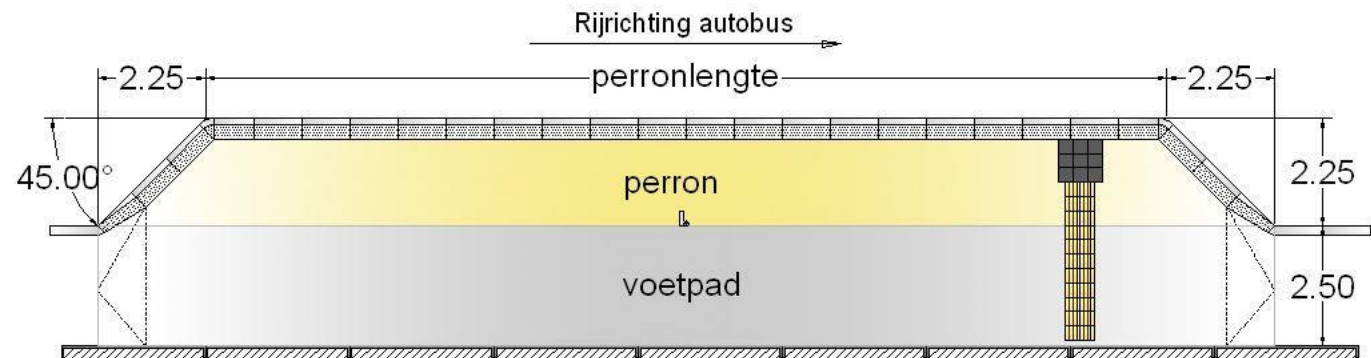 Rijrichting autobus
2.25
perronlengte
2.25
45.00°
perron
2.25
voetpad
2.50